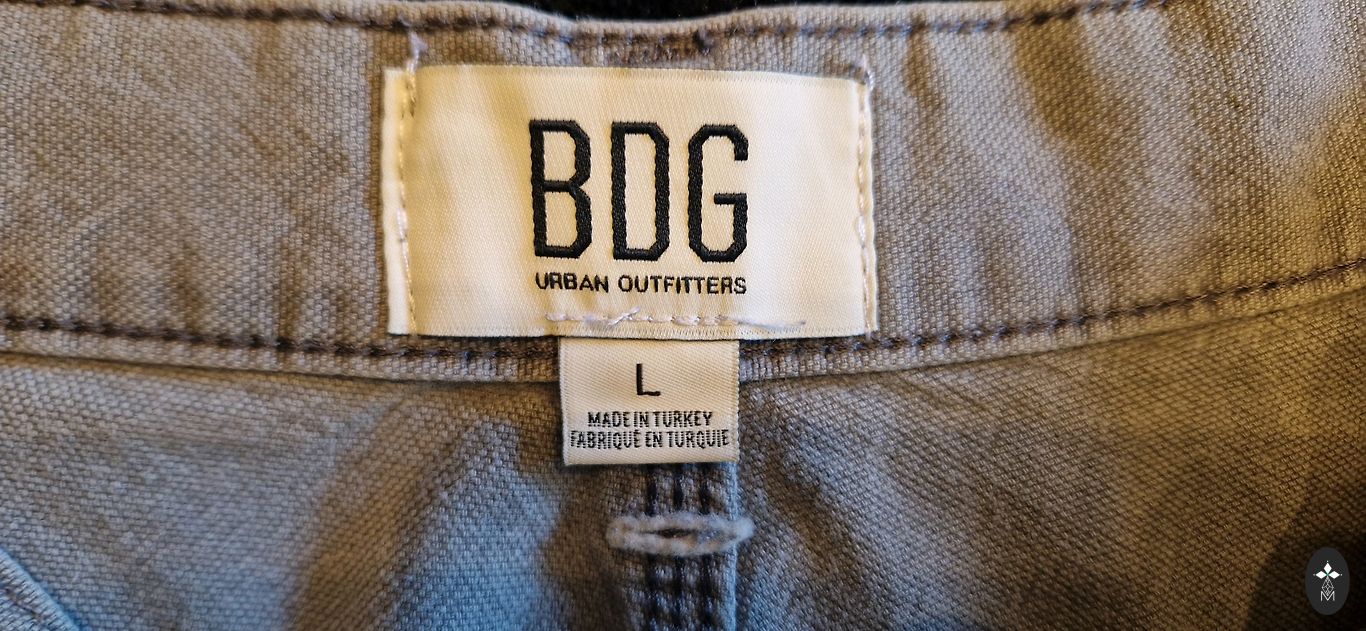 BDG
URBAN OUTFITTERS
L
MADE IN TURKEY
FABRIQUÉ EN TURQUIE
M